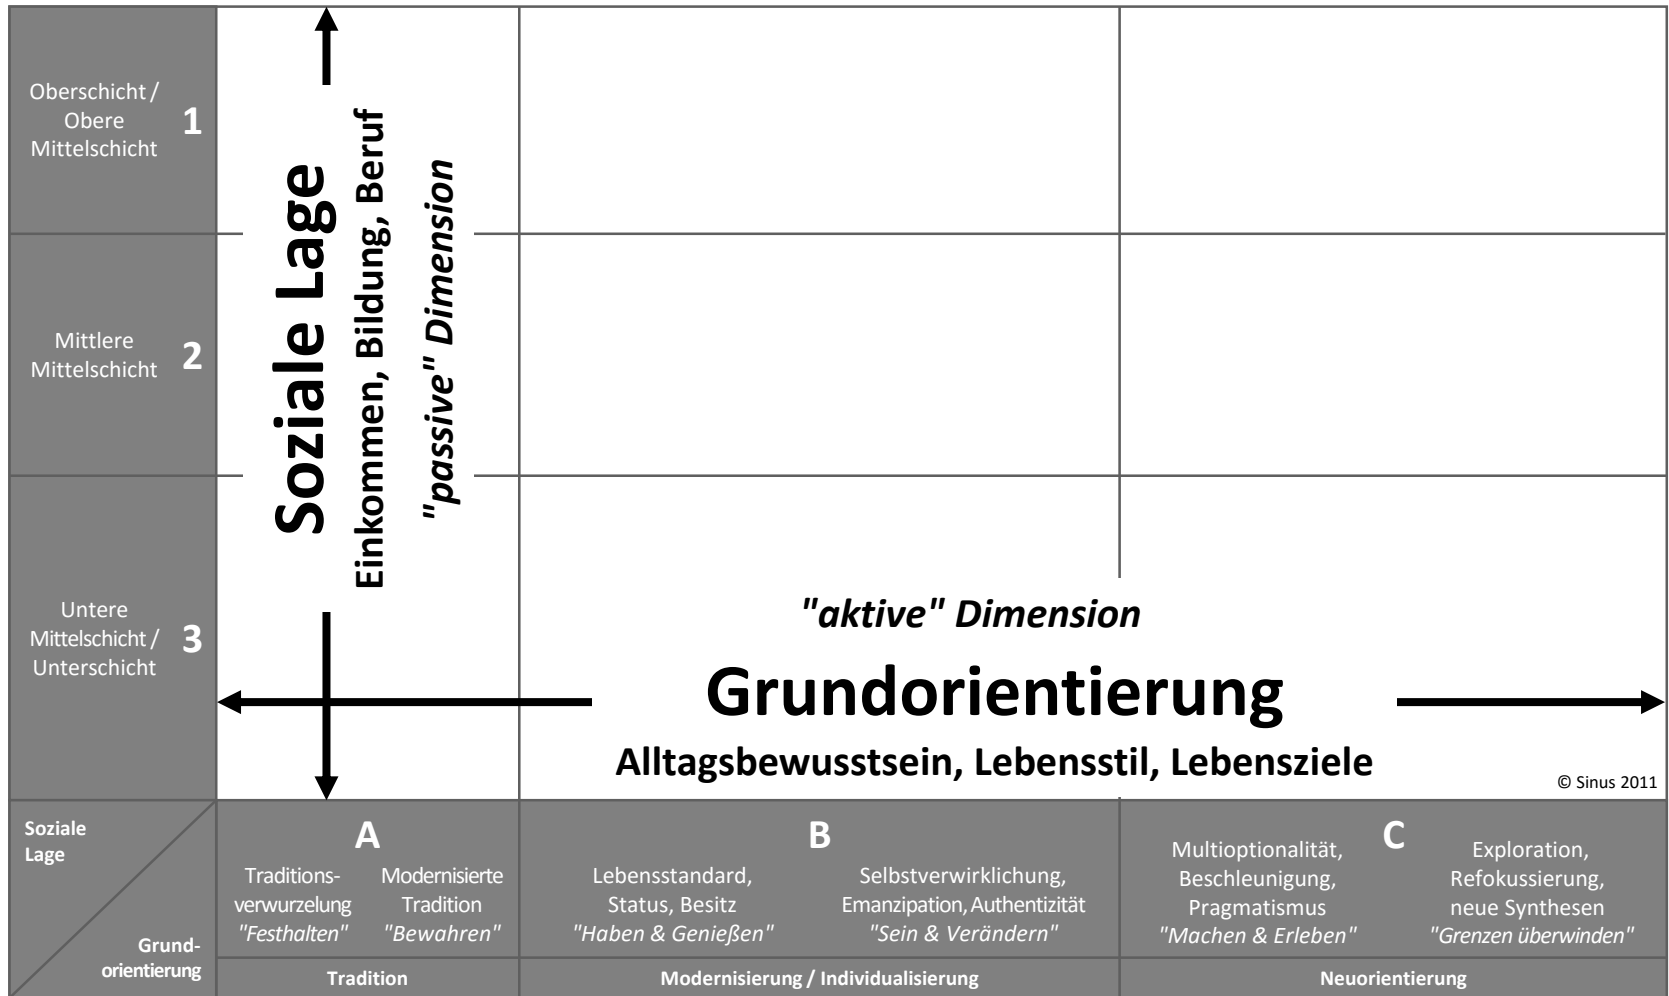 Oberschicht /
Obere
Mittelschicht
1
Mittlere
Mittelschicht
2
Untere
Mittelschicht /
Unterschicht
3
Soziale Lage
Einkommen, Bildung, Beruf
"passive" Dimension
"aktive" Dimension
Grundorientierung
Alltagsbewusstsein, Lebensstil, Lebensziele
© Sinus 2011
Soziale
Lage
Grund-
orientierung
A
Traditions-
verwurzelung
"Festhalten"
Modernisierte
Tradition
"Bewahren"
Tradition
B
Lebensstandard,
Status, Besitz
"Haben & Genießen"
Selbstverwirklichung,
Emanzipation, Authentizität
"Sein & Verändern"
Modernisierung / Individualisierung
C
Multioptionalität,
Beschleunigung,
Pragmatismus
"Machen & Erleben"
Exploration,
Refokussierung,
neue Synthesen
"Grenzen überwinden"
Neuorientierung